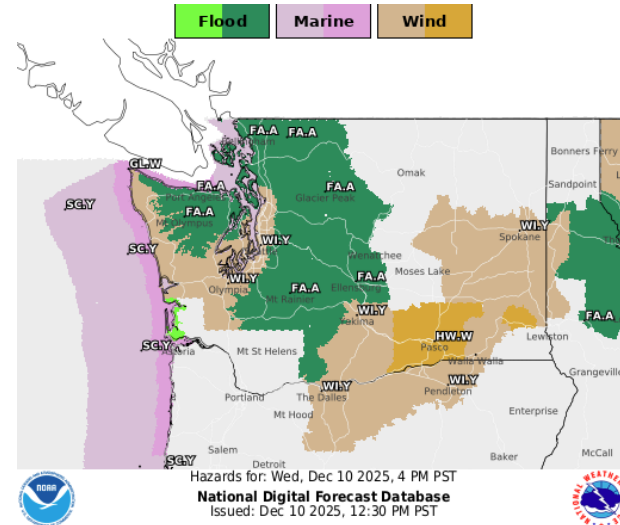 Flood Marine Wind
FA.A FA.A
GL.W
Bonners Ferry
Omak
Sandpoint
FA.A FA.A
Port Angeles Glacier Peak
SC.Y FA.A
Mt Olympus
WI.Y
Spokane
SC.Y WI.Y
Wenatchee
Moses Lake
WI.Y FA.A FA.A
Olympia Ellensburg
Mt Rainier
WI.Y FA.A
Yakima
HW.W
Lewiston
SC.Y Pasco
Astoria Mt St Helens Walla Walla
Grangeville
WI.Y WI.Y
Portland The Dalles Pendleton
Mt Hood Enterprise
Salem
SC.Y Detroit Baker McCall
Hazards for: Wed, Dec 10 2025, 4 PM PST
National Digital Forecast Database
Issued: Dec 10 2025, 12:30 PM PST
NOAA